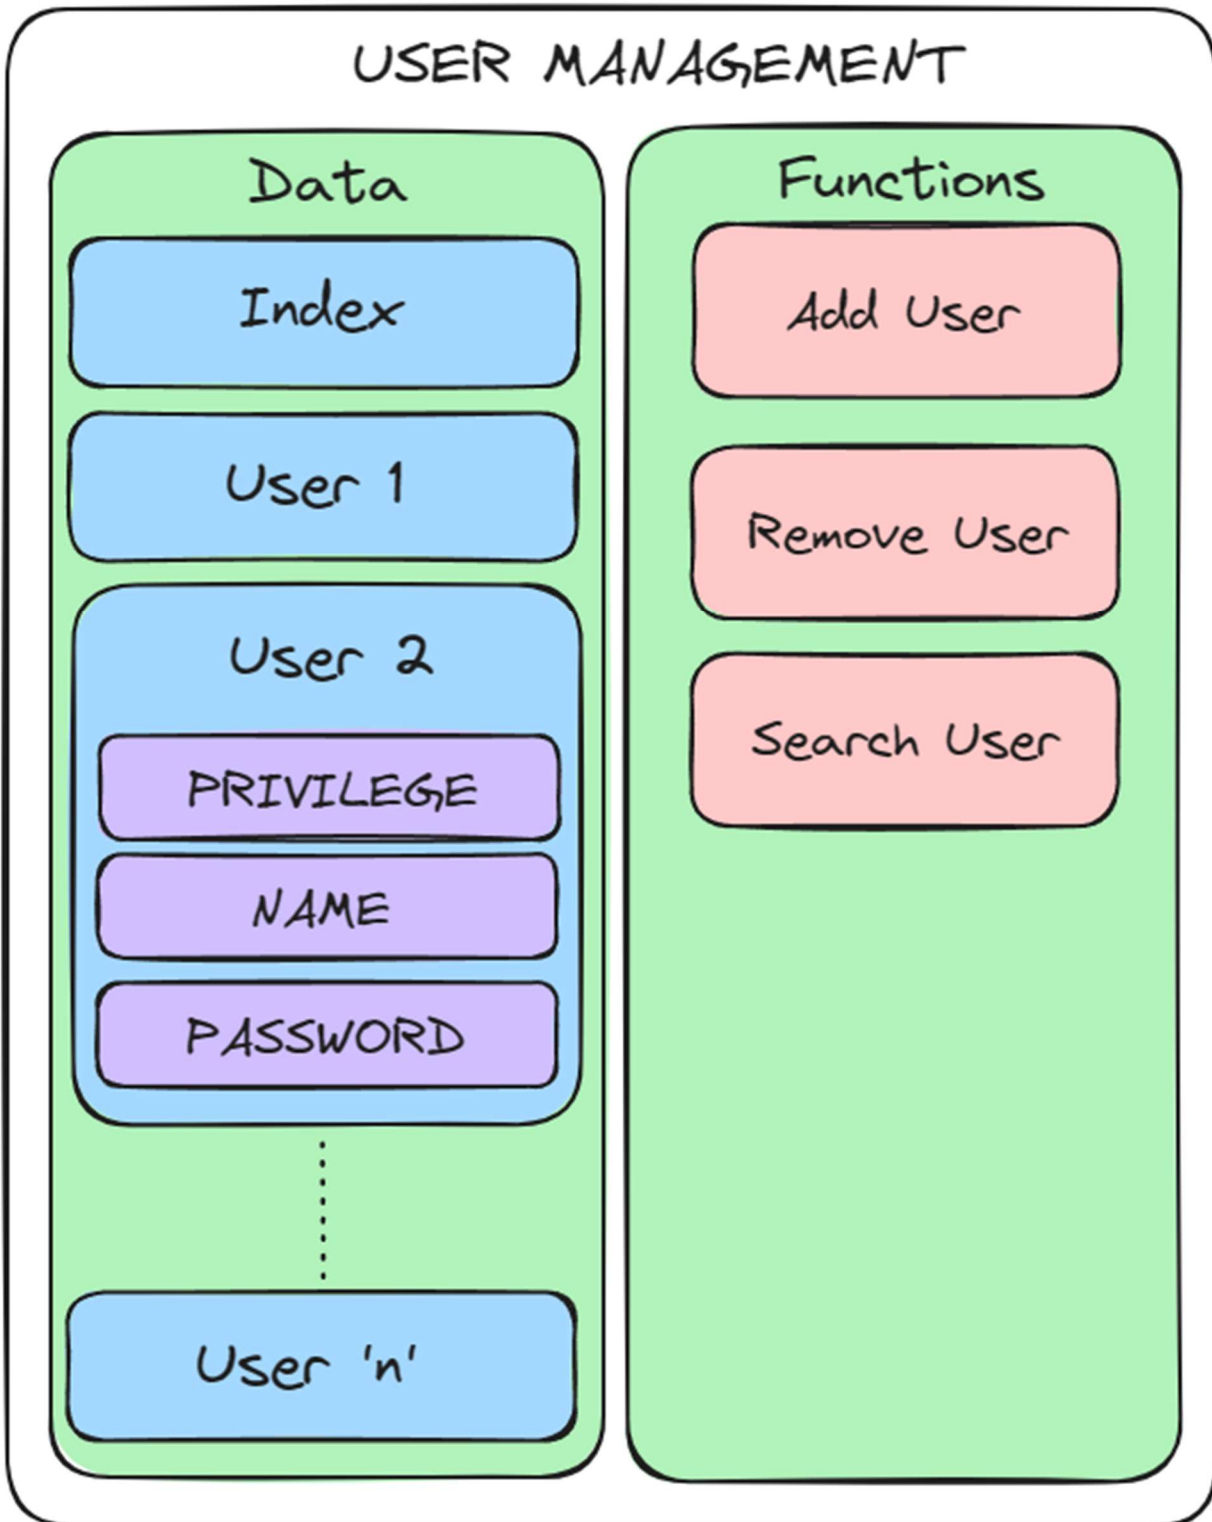 USER MANAGEMENT
Data
Index
User 1
User 2
PRIVILEGE
NAME
PASSWORD
User 'n'
Functions
Add User
Remove User
Search User